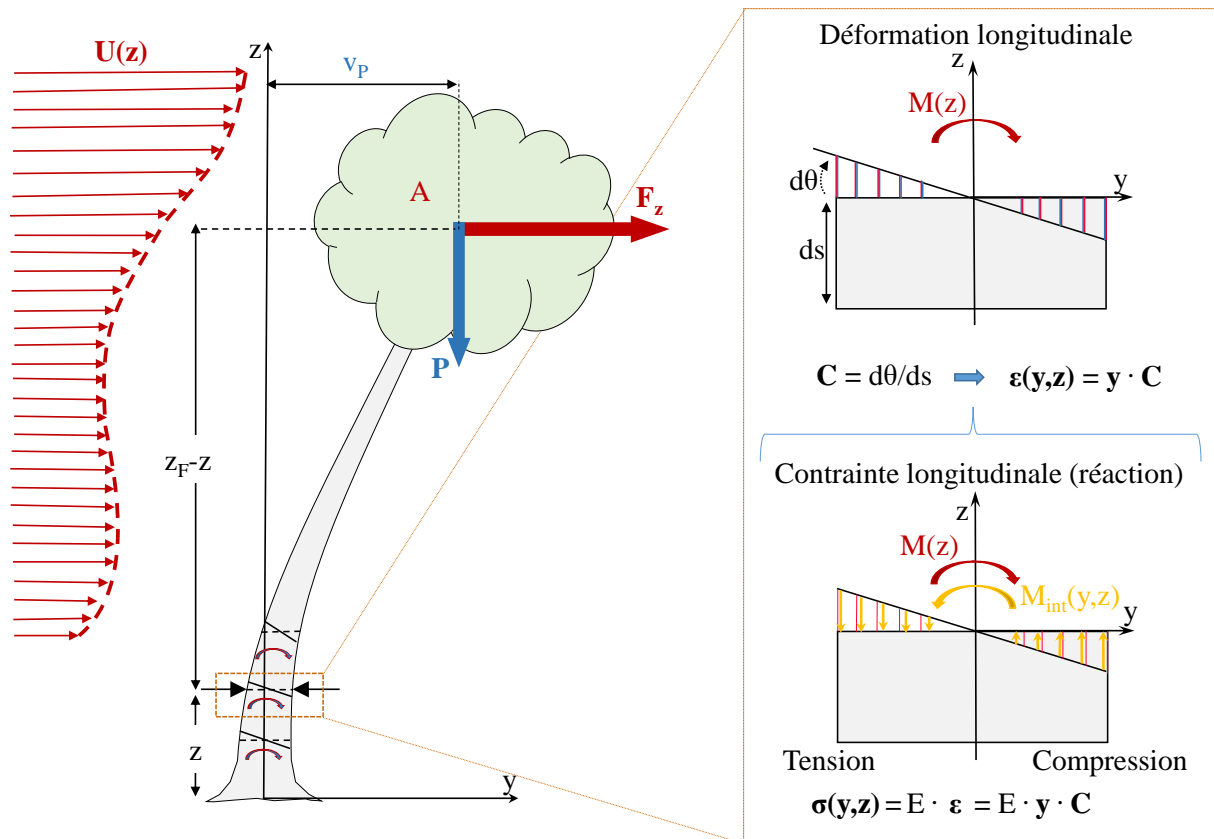 U(z)
z
v_P
A
F_z
P
z_F-z
z
y
Déformation longitudinale
z
M(z)
y
dθ
ds
C = dθ/ds ➡ ε(y,z) = y · C
Contrainte longitudinale (réaction)
z
M(z)
M_int(y,z)
y
Tension Compression
σ(y,z) = E · ε = E · y · C